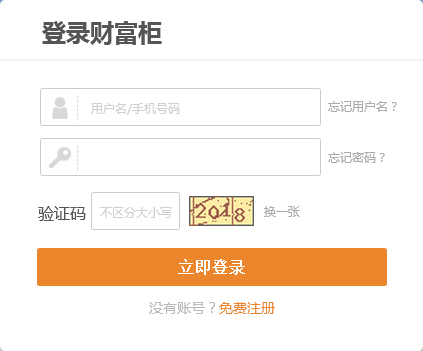 登录财富柜
用户名/手机号码 忘记用户名？
忘记密码？
验证码 不区分大小写 2018 换一张
立即登录
没有账号？免费注册